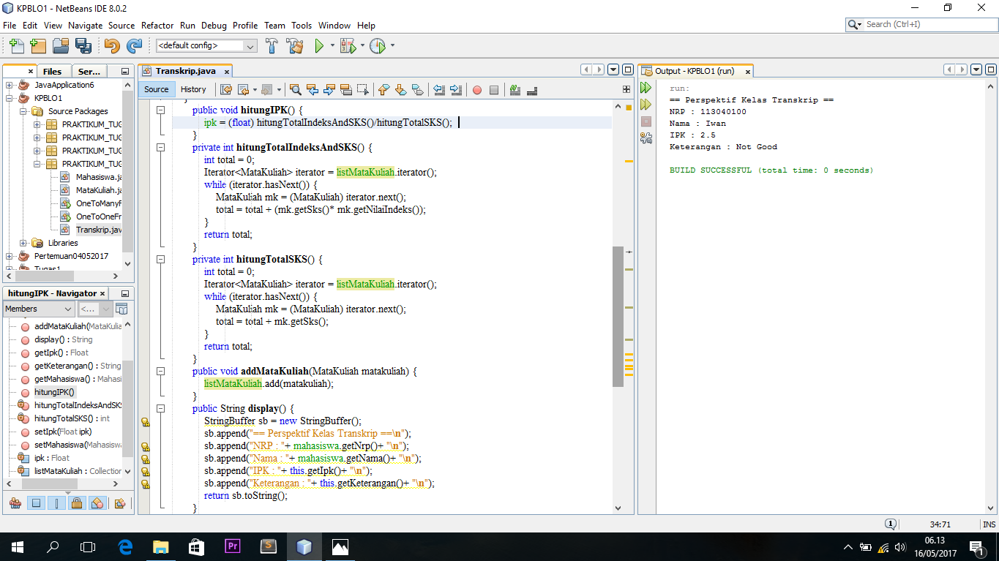 KPBLO1 - NetBeans IDE 8.0.2
File Edit View Navigate Source Refactor Run Debug Profile Team Tools Window Help
Search (Ctrl+I)
<default config>
Files
Ser...
JavaApplication6
KPBLO1
Source Packages
PRAKTIKUM_TUG
PRAKTIKUM_TUG
PRAKTIKUM_TUG
PRAKTIKUM_TUG
Mahasiswa.ja
MataKuliah.ja
OneToManyF
OneToOneFr
Transkrip.jav
Libraries
Pertemuan04052017
Tugas1
hitungIPK - Navigator
Members
<...
addMataKuliah(MataKulia
display() : String
getIpk() : Float
getKeterangan() : String
getMahasiswa() : Mahasi
hitungIPK()
hitungTotalIndeksAndSKS
hitungTotalSKS() : int
setIpk(Float ipk)
setMahasiswa(Mahasiswa
ipk : Float
listMataKuliah : Collection
Transkrip.java
Source
History
public void hitungIPK() {
ipk = (float) hitungTotalIndeksAndSKS()/hitungTotalSKS();
}
private int hitungTotalIndeksAndSKS() {
int total = 0;
Iterator<MataKuliah> iterator = listMataKuliah.iterator();
while (iterator.hasNext()) {
MataKuliah mk = (MataKuliah) iterator.next();
total = total + (mk.getSks()* mk.getNilaiIndeks());
}
return total;
}
private int hitungTotalSKS() {
int total = 0;
Iterator<MataKuliah> iterator = listMataKuliah.iterator();
while (iterator.hasNext()) {
MataKuliah mk = (MataKuliah) iterator.next();
total = total + mk.getSks();
}
return total;
}
public void addMataKuliah(MataKuliah matakuliah) {
listMataKuliah.add(matakuliah);
}
public String display() {
StringBuffer sb = new StringBuffer();
sb.append("== Perspektif Kelas Transkrip ==\n");
sb.append("NRP : "+ mahasiswa.getNrp()+ "\n");
sb.append("Nama : "+ mahasiswa.getNama()+ "\n");
sb.append("IPK : "+ this.getIpk()+ "\n");
sb.append("Keterangan : "+ this.getKeterangan()+ "\n");
return sb.toString();
}
Output - KPBLO1 (run)
run:
== Perspektif Kelas Transkrip ==
NRP : 113040100
Nama : Iwan
IPK : 2.5
Keterangan : Not Good
BUILD SUCCESSFUL (total time: 0 seconds)
1
34:71
INS
Pr
S
06.13
16/05/2017
1